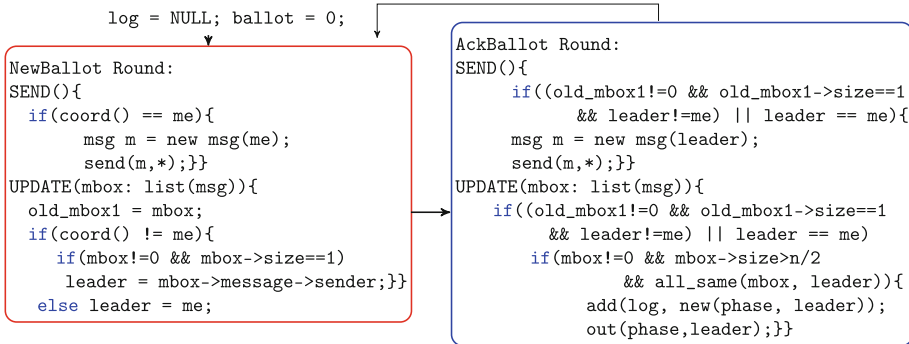 log = NULL; ballot = 0;
NewBallot Round:
SEND(){
if(coord() == me){
msg m = new msg(me);
send(m,*);}}
UPDATE(mbox: list(msg)){
old_mbox1 = mbox;
if(coord() != me){
if(mbox!=0 && mbox->size==1)
leader = mbox->message->sender;}}
else leader = me;
AckBallot Round:
SEND(){
if((old_mbox1!=0 && old_mbox1->size==1
&& leader!=me) || leader == me){
msg m = new msg(leader);
send(m,*);}}
UPDATE(mbox: list(msg)){
if((old_mbox1!=0 && old_mbox1->size==1
&& leader!=me) || leader == me)
if(mbox!=0 && mbox->size>n/2
&& all_same(mbox, leader)){
add(log, new(phase, leader));
out(phase,leader);}}